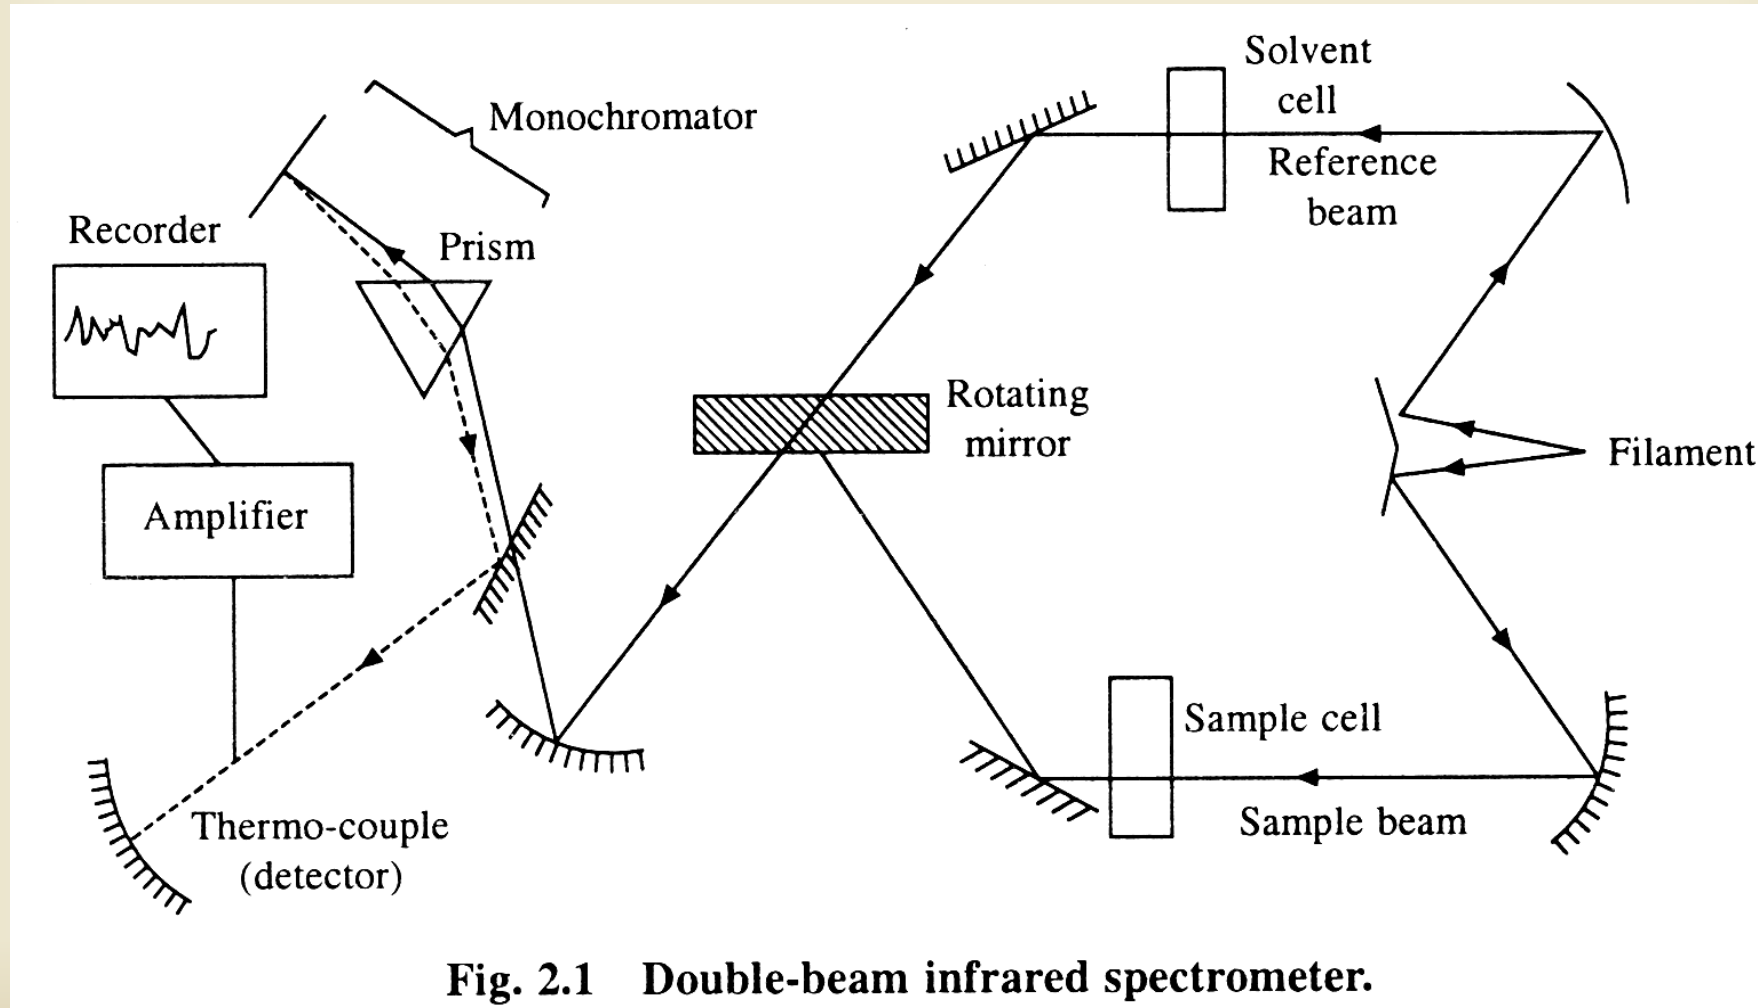 Solvent
cell
Monochromator
Reference
beam
Recorder
Prism
Rotating
mirror
Filament
Amplifier
Sample cell
Sample beam
Thermo-couple
(detector)
Fig. 2.1 Double-beam infrared spectrometer.